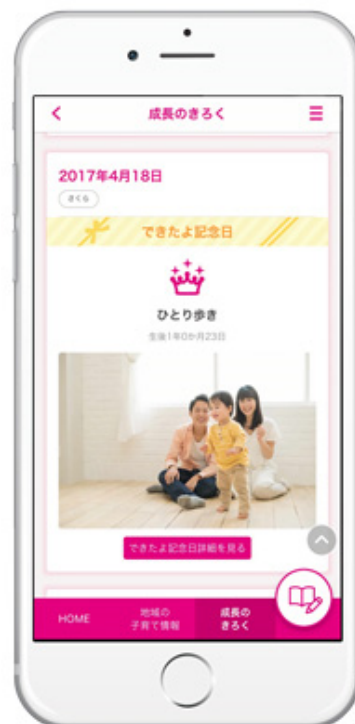 成長のきろく
2017年4月18日
さくら
できたよ記念日
ひとり歩き
生後1年0か月23日
できたよ記念日詳細を見る
HOME
地域の
子育て情報
成長の
きろく